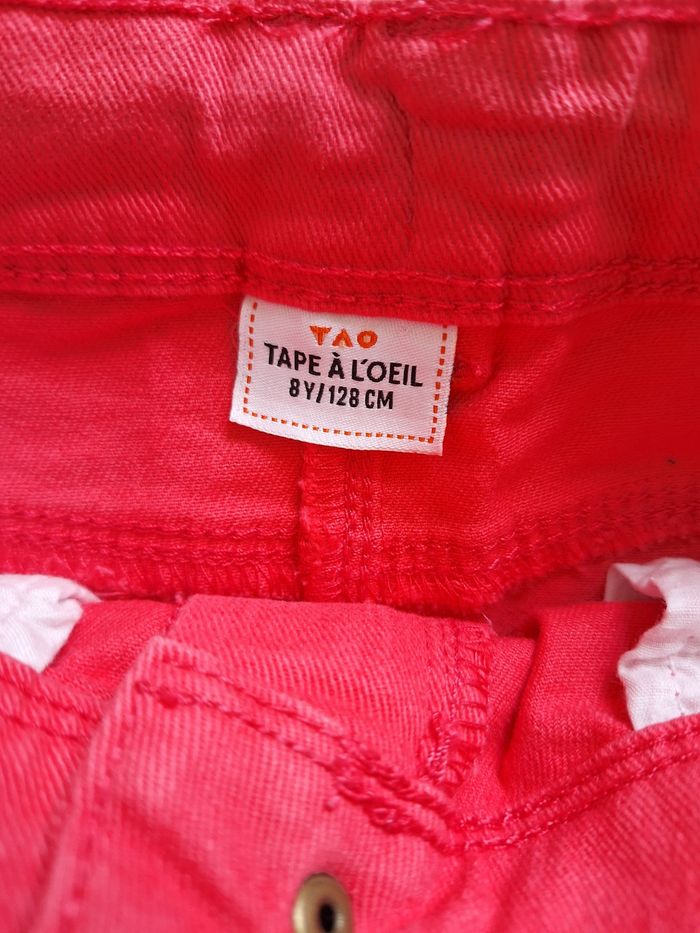 TAO
TAPE À L'OEIL
8Y/128 CM